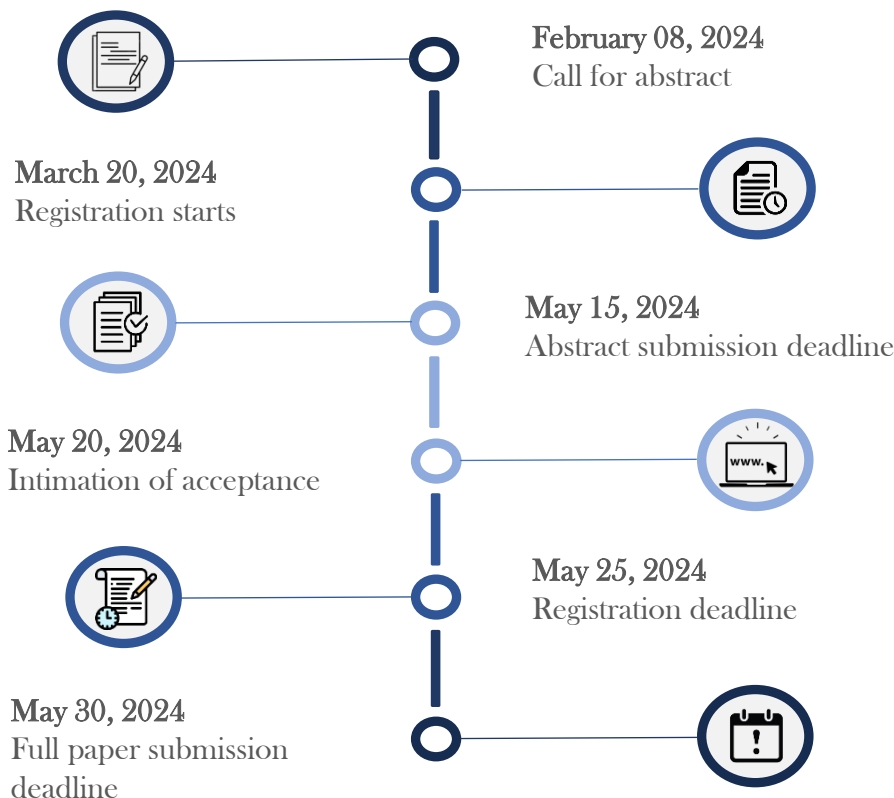 February 08, 2024
Call for abstract
March 20, 2024
Registration starts
May 15, 2024
Abstract submission deadline
May 20, 2024
Intimation of acceptance
www.
May 25, 2024
Registration deadline
May 30, 2024
Full paper submission
deadline